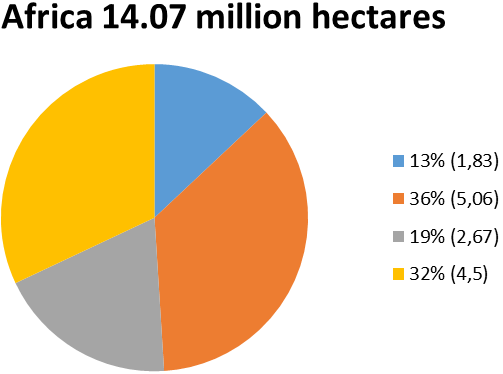 Africa 14.07 million hectares
13% (1,83)
36% (5,06)
19% (2,67)
32% (4,5)